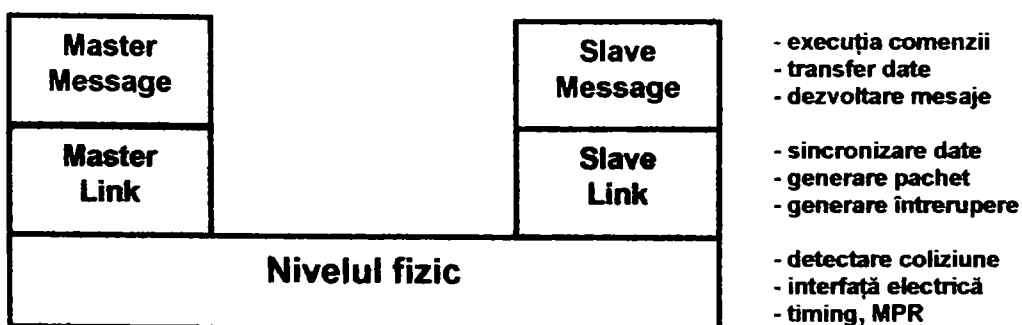 Master
Message
Slave
Message
- execuția comenzii
- transfer date
- dezvoltare mesaje
Master
Link
Slave
Link
- sincronizare date
- generare pachet
- generare întrerupere
Nivelul fizic
- detectare coliziune
- interfață electrică
- timing, MPR